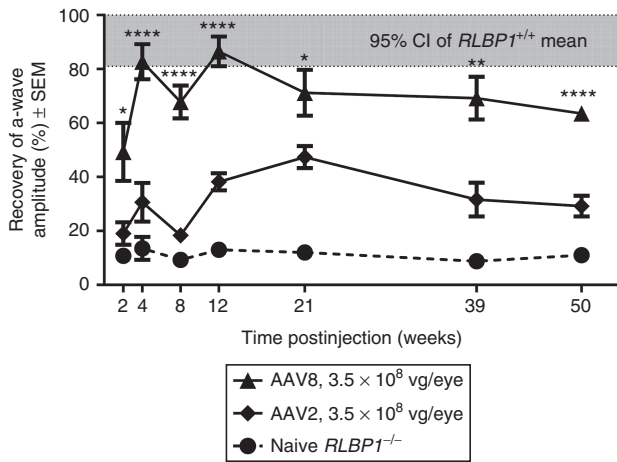 100
80
60
40
20
0
Recovery of a-wave
amplitude (%) ± SEM
95% CI of RLBP1+/+ mean
*
****
****
****
*
**
****
2 4 8 12 21 39 50
Time postinjection (weeks)
AAV8, 3.5 × 10⁸ vg/eye
AAV2, 3.5 × 10⁸ vg/eye
Naive RLBP1−/−